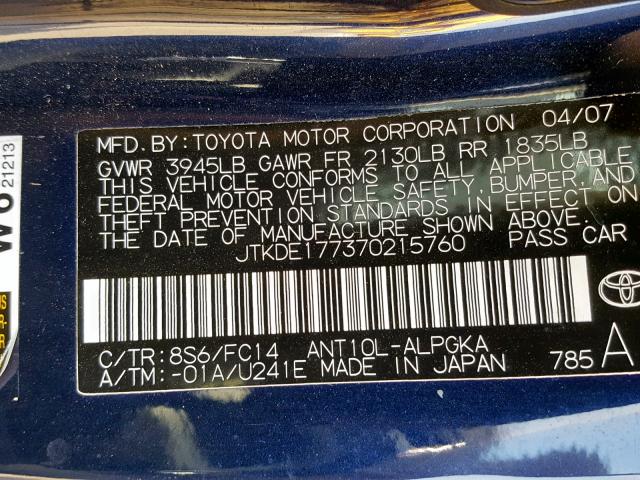 MFD. BY: TOYOTA MOTOR CORPORATION 04/07
GVWR 3945LB GAWR FR 2130LB RR 1835LB
THIS VEHICLE CONFORMS TO ALL APPLICABLE
FEDERAL MOTOR VEHICLE SAFETY, BUMPER, AND
THEFT PREVENTION STANDARDS IN EFFECT ON
THE DATE OF MANUFACTURE SHOWN ABOVE.
JTKDE177370215760 PASS CAR
C/TR: 8S6/FC14 ANT10L-ALPGKA
A/TM: -01A/U241E MADE IN JAPAN 785 A
21213